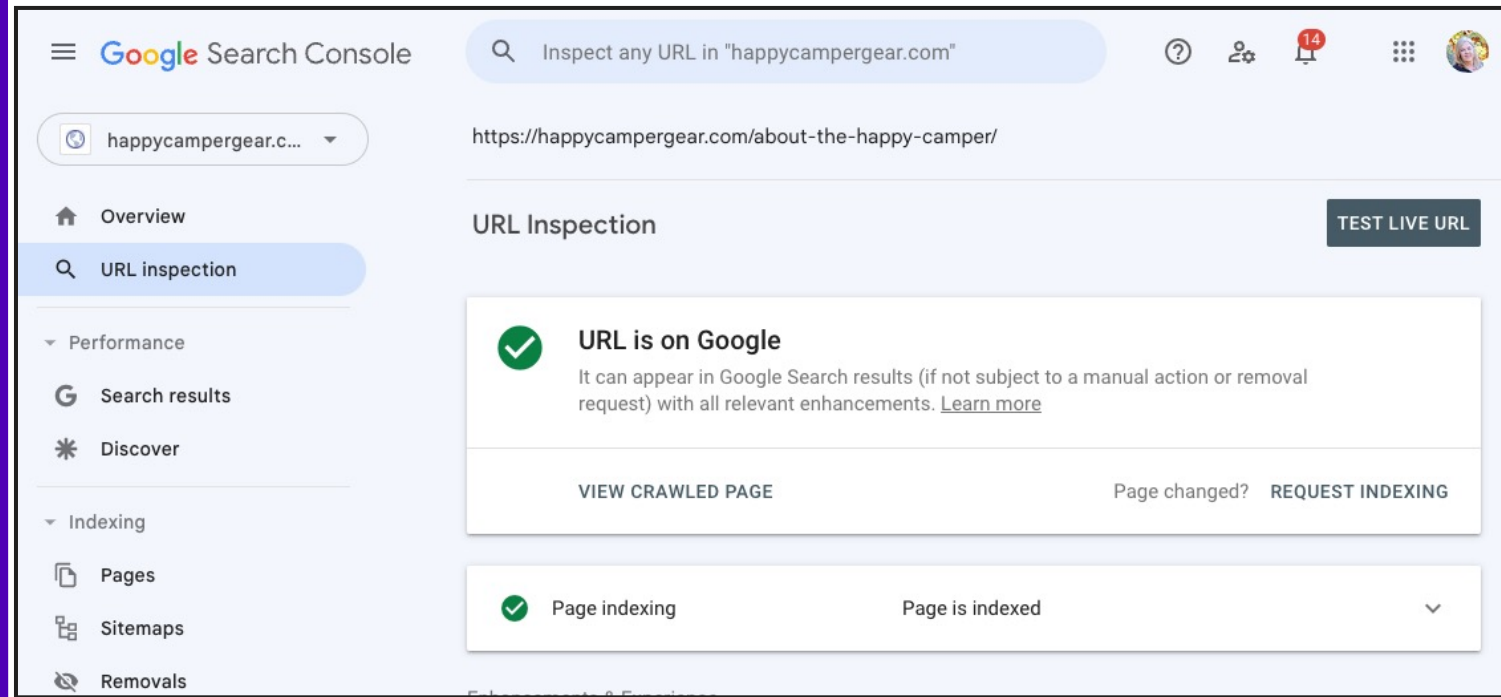 Google Search Console
Inspect any URL in "happycampergear.com"
14
happycampergear.c...
https://happycampergear.com/about-the-happy-camper/
Overview
URL inspection
Performance
Search results
Discover
Indexing
Pages
Sitemaps
Removals
URL Inspection
TEST LIVE URL
URL is on Google
It can appear in Google Search results (if not subject to a manual action or removal
request) with all relevant enhancements. Learn more
VIEW CRAWLED PAGE
Page changed? REQUEST INDEXING
Page indexing
Page is indexed
Enhancements & Experience